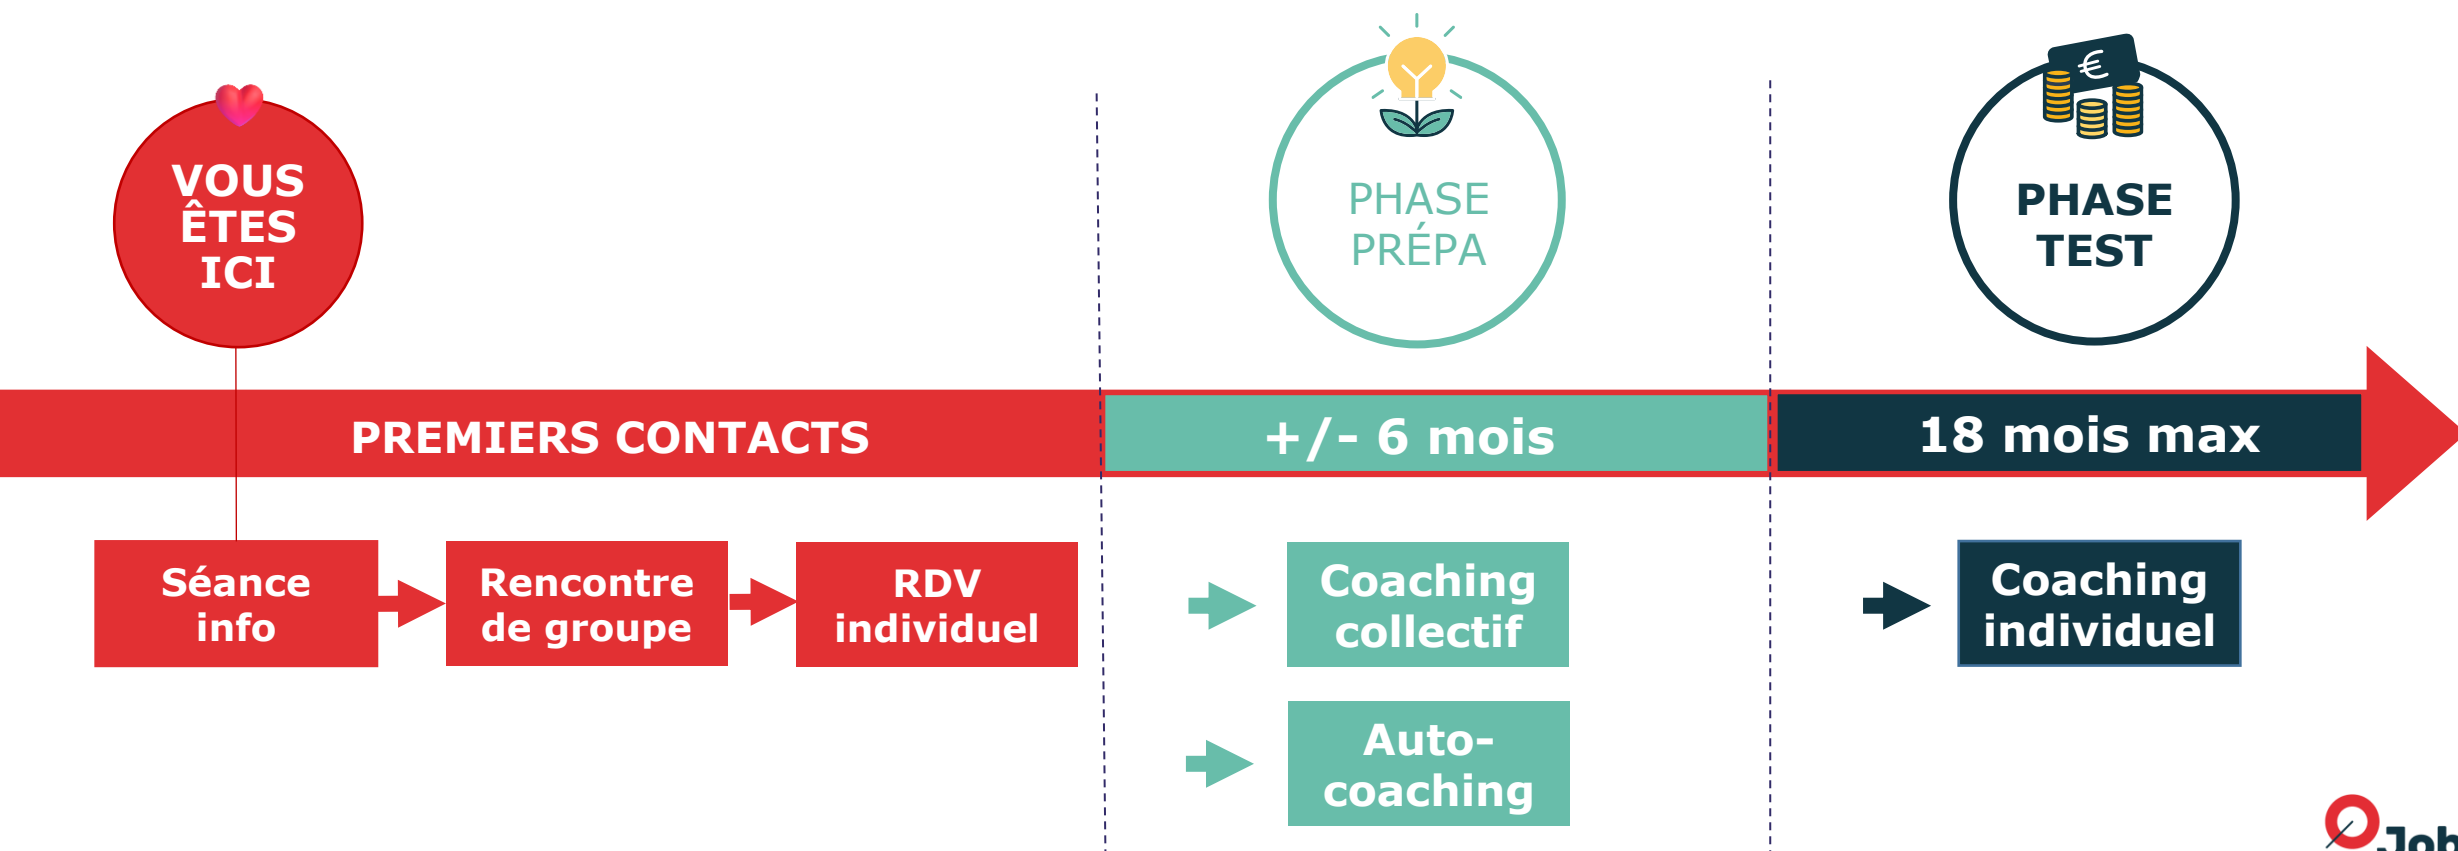 VOUS
ÊTES
ICI
PHASE
PRÉPA
€
PHASE
TEST
PREMIERS CONTACTS
+/- 6 mois
18 mois max
Séance
info
Rencontre
de groupe
RDV
individuel
Coaching
collectif
Auto-
coaching
Coaching
individuel
Job